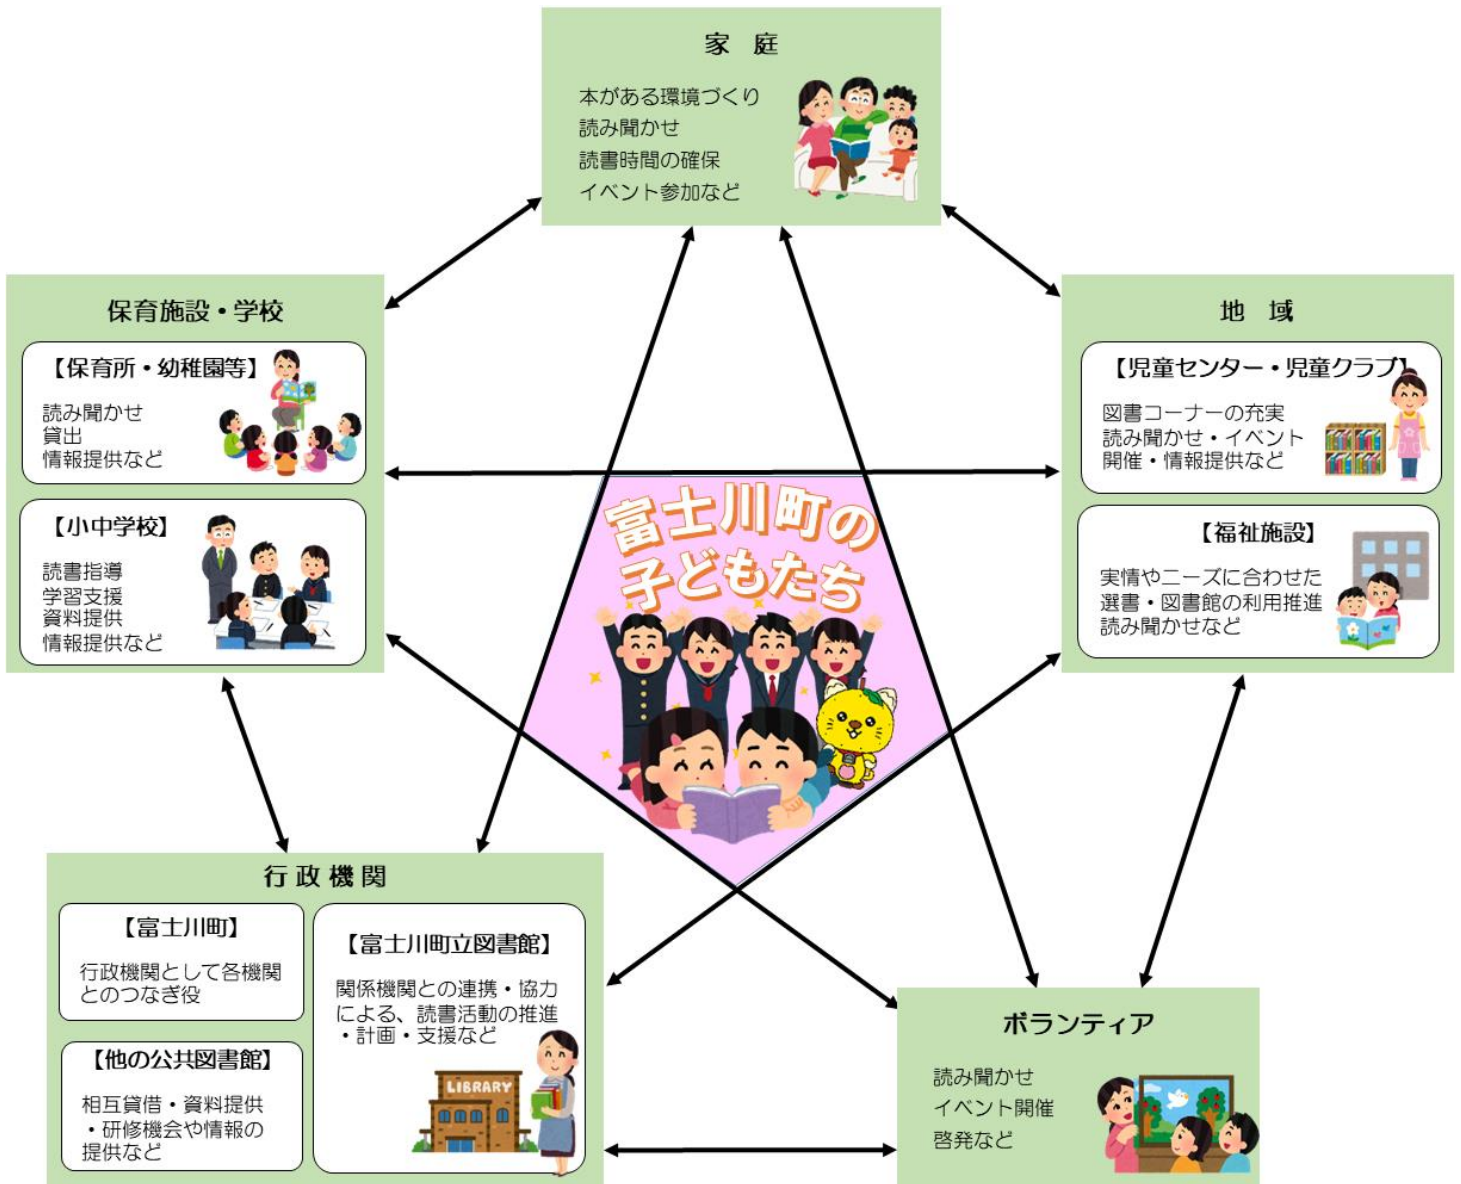 家　庭
本がある環境づくり
読み聞かせ
読書時間の確保
イベント参加など
保育施設・学校
【保育所・幼稚園等】
読み聞かせ
貸出
情報提供など
【小中学校】
読書指導
学習支援
資料提供
情報提供など
地　域
【児童センター・児童クラブ】
図書コーナーの充実
読み聞かせ・イベント
開催・情報提供など
【福祉施設】
実情やニーズに合わせた
選書・図書館の利用推進
読み聞かせなど
富士川町の
子どもたち
行政機関
【富士川町】
行政機関として各機関
とのつなぎ役
【他の公共図書館】
相互貸借・資料提供
・研修機会や情報の
提供など
【富士川町立図書館】
関係機関との連携・協力
による、読書活動の推進
・計画・支援など
LIBRARY
ボランティア
読み聞かせ
イベント開催
啓発など